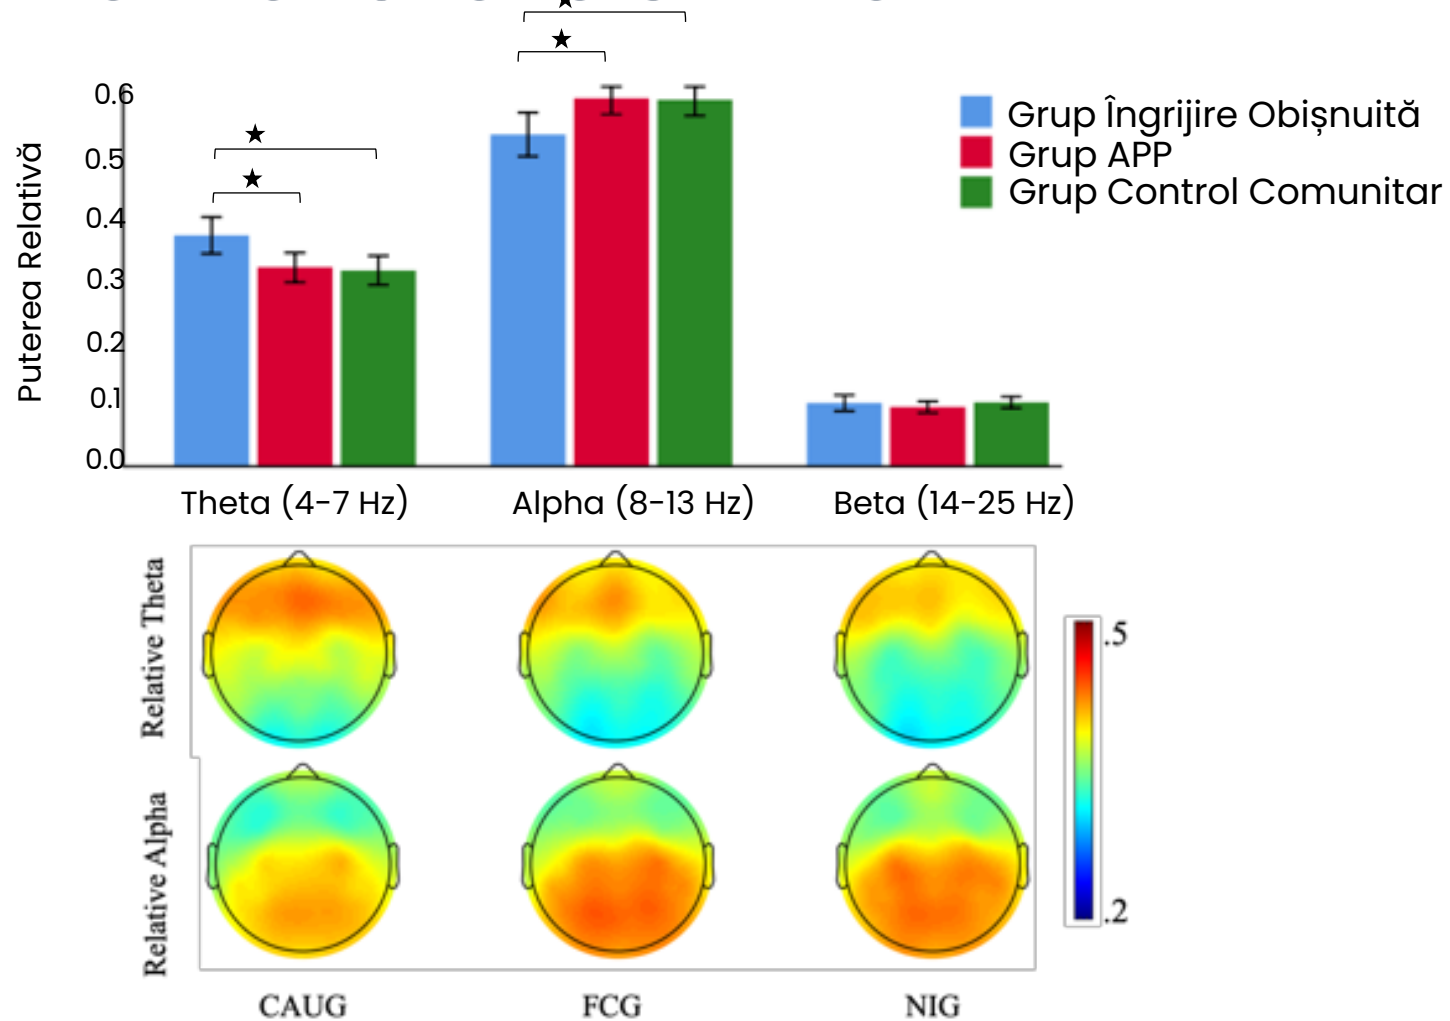 0.6
0.5
0.4
0.3
0.2
0.1
0.0
Puterea Relativă
Grup Îngrijire Obișnuită
Grup APP
Grup Control Comunitar
Theta (4-7 Hz)
Alpha (8-13 Hz)
Beta (14-25 Hz)
Relative Theta
Relative Alpha
.5
.2
CAUG
FCG
NIG